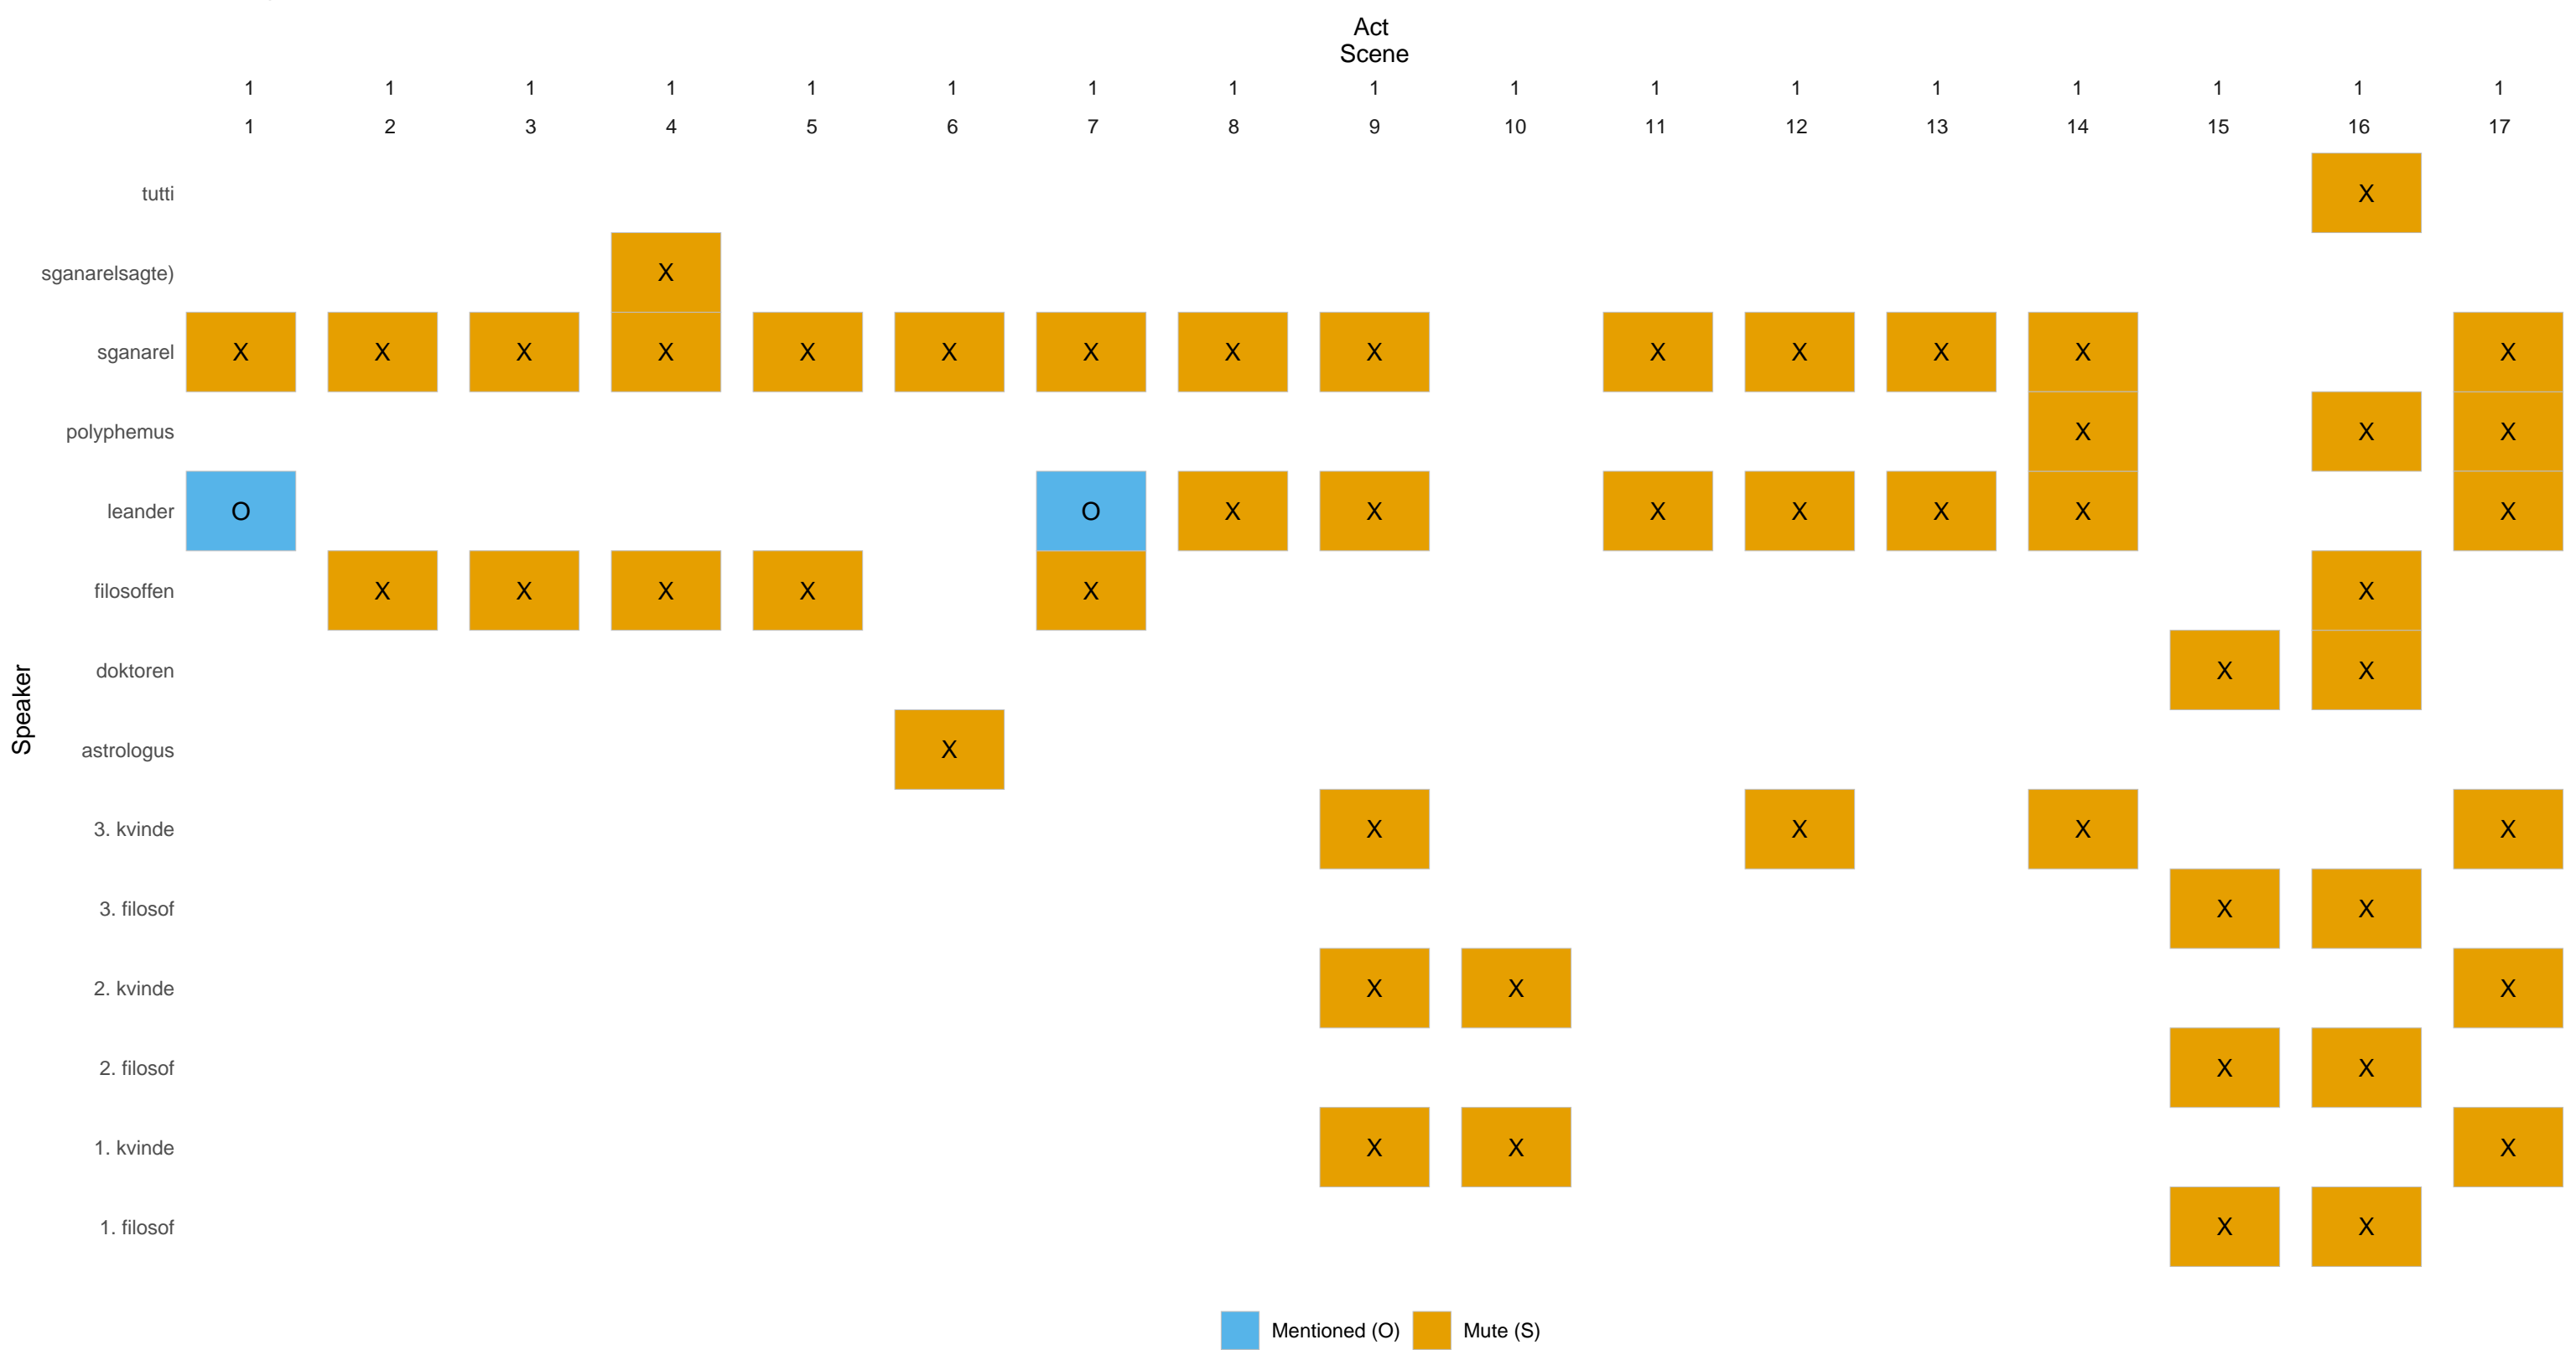 Act
Scene
1 1 1 1 1 1 1 1 1 1 1 1 1 1 1 1 1
1 2 3 4 5 6 7 8 9 10 11 12 13 14 15 16 17
tutti X
sganarelsagte) X
sganarel X X X X X X X X X X X X X X
polyphemus X X X
leander O O X X X X X X X
filosoffen X X X X X X
doktoren X X
Speaker
astrologus X
3. kvinde X X X X
3. filosof X X
2. kvinde X X X
2. filosof X X
1. kvinde X X X
1. filosof X X
Mentioned (O) Mute (S)